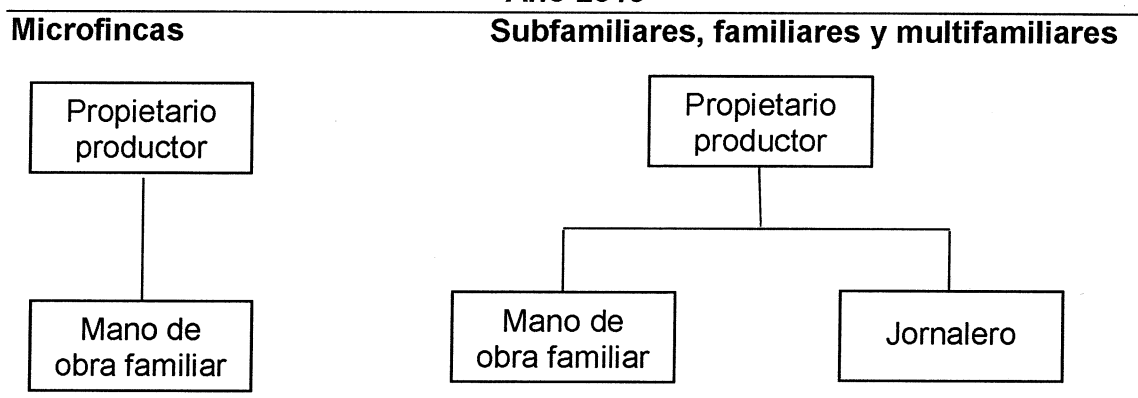 Microfincas
Subfamiliares, familiares y multifamiliares
Propietario
productor
Mano de
obra familiar
Propietario
productor
Mano de
obra familiar
Jornalero